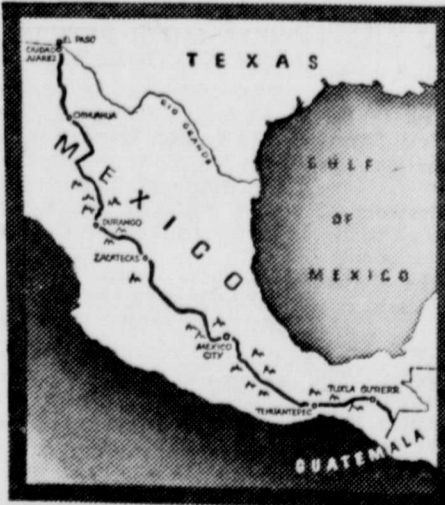 EL PASO
CIUDAD
JUAREZ
TEXAS
RIO GRANDE
CHIHUAHUA
MEXICO
GULF
OF
MEXICO
DURANGO
ZACATECAS
MEXICO
CITY
TUXLA GUTIERR
TEHUANTEPEC
GUATEMALA